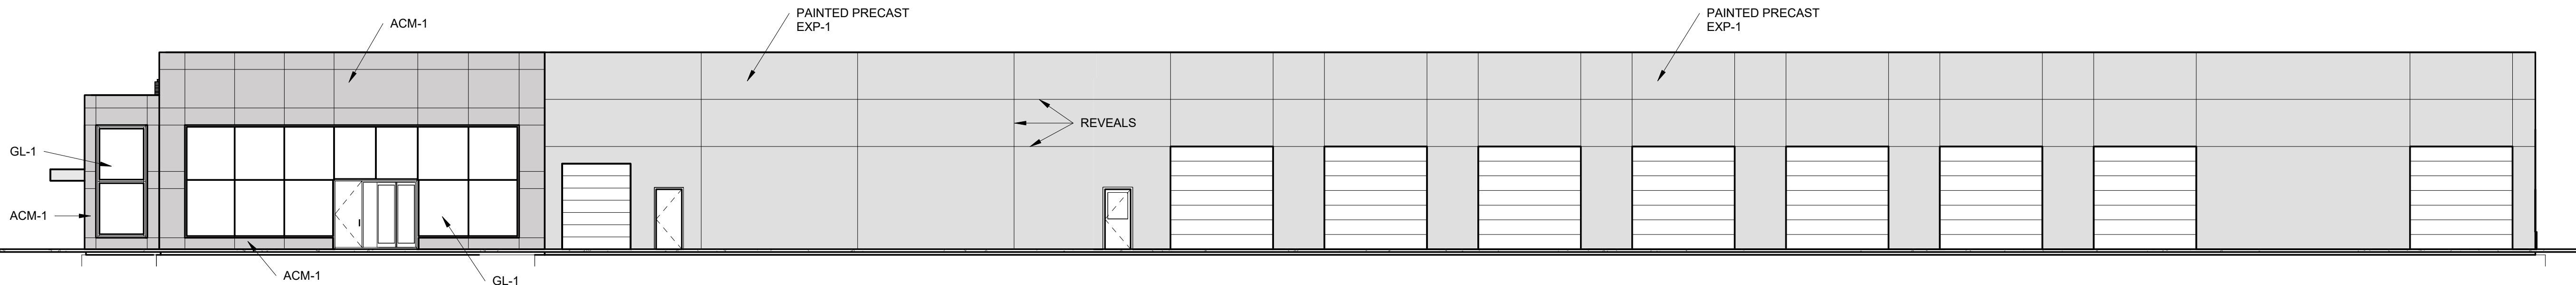 ACM-1
PAINTED PRECAST
EXP-1
PAINTED PRECAST
EXP-1
REVEALS
GL-1
ACM-1
ACM-1
GL-1